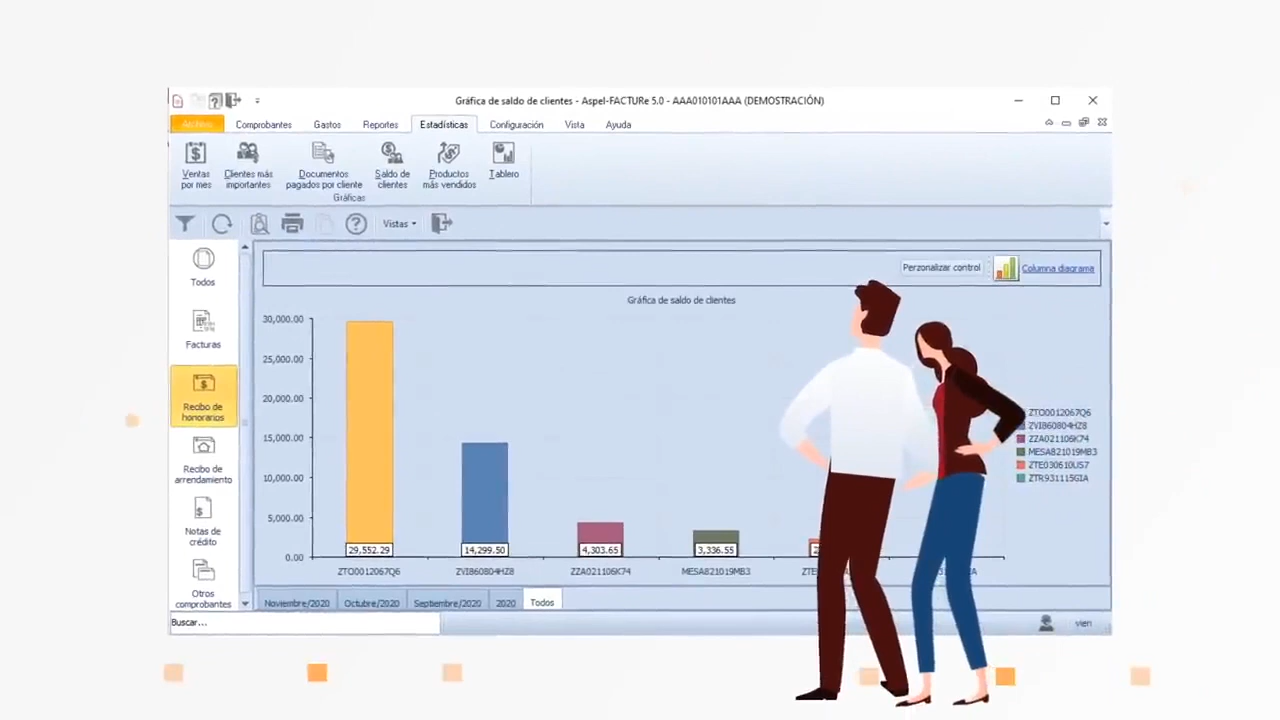 Gráfica de saldo de clientes - Aspel-FACTURe 5.0 - AAA010101AAA (DEMOSTRACIÓN)
Archivo Comprobantes Gastos Reportes Estadísticas Configuración Vista Ayuda
Ventas por mes
Clientes más importantes
Documentos pagados por cliente
Saldo de clientes
Productos más vendidos
Tablero
Gráficas
Vistas
Todos
Facturas
Recibo de honorarios
Recibo de arrendamiento
Notas de crédito
Otros comprobantes
Perzonalizar control
Columna diagrama
Gráfica de saldo de clientes
30,000.00
25,000.00
20,000.00
15,000.00
10,000.00
5,000.00
0.00
29,552.29 14,299.50 4,303.65 3,336.55
ZTO0012067Q6 ZVI860804HZ8 ZZA021106K74 MESA821019MB3
ZTO0012067Q6
ZVI860804HZ8
ZZA021106K74
MESA821019MB3
ZTE030610US7
ZTR931115GIA
Noviembre/2020 Octubre/2020 Septiembre/2020 2020 Todos
Buscar...